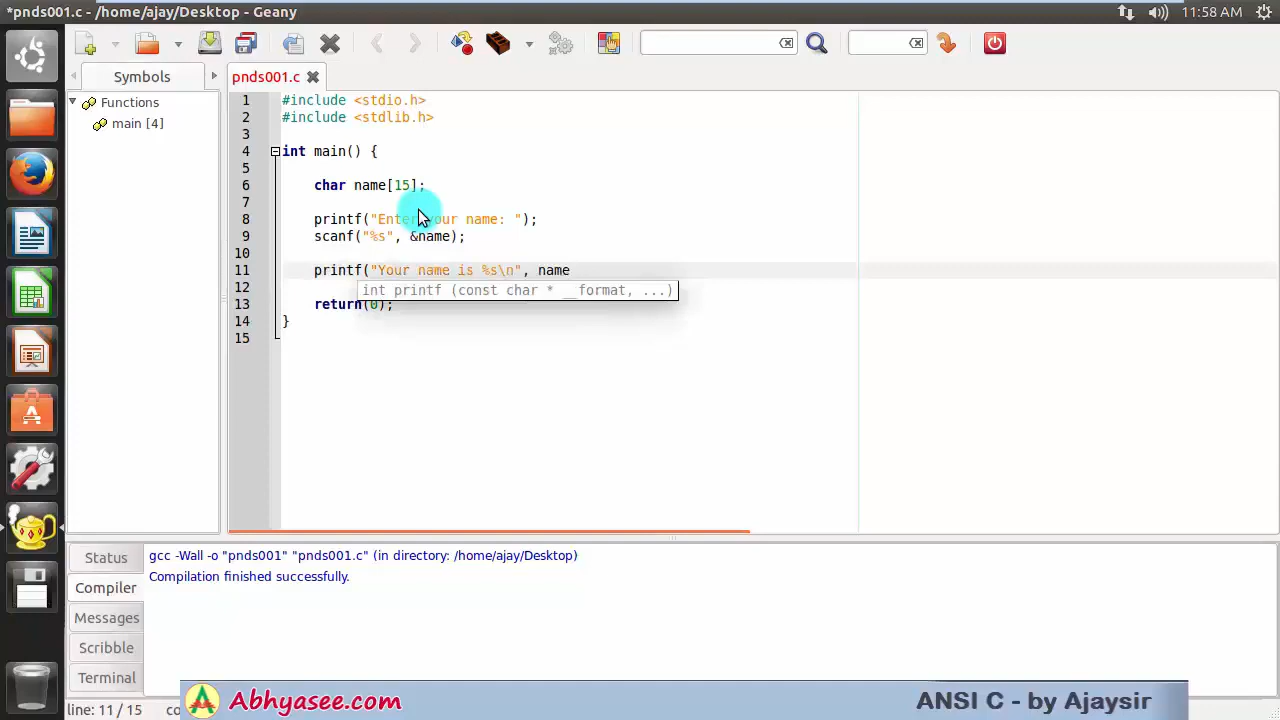 *pnds001.c - /home/ajay/Desktop - Geany
11:58 AM
Symbols
pnds001.c
Functions
main [4]
1 #include <stdio.h>
2 #include <stdlib.h>
3
4 int main() {
5
6 char name[15];
7
8 printf("Enter your name: ");
9 scanf("%s", &name);
10
11 printf("Your name is %s\n", name
int printf (const char * __format, ...)
12
13 return(0);
14 }
15
Status
Compiler
Messages
Scribble
Terminal
gcc -Wall -o "pnds001" "pnds001.c" (in directory: /home/ajay/Desktop)
Compilation finished successfully.
line: 11 / 15
Abhyasee.com
ANSI C - by Ajaysir